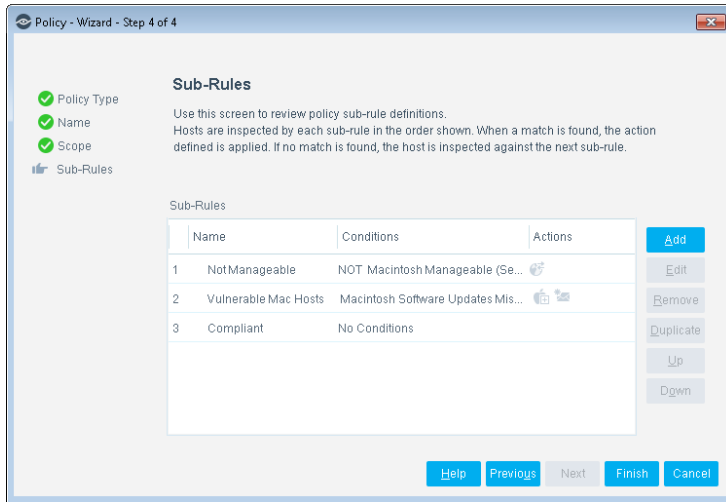 Policy - Wizard - Step 4 of 4
Policy Type
Name
Scope
Sub-Rules
Sub-Rules
Use this screen to review policy sub-rule definitions.
Hosts are inspected by each sub-rule in the order shown. When a match is found, the action
defined is applied. If no match is found, the host is inspected against the next sub-rule.
Sub-Rules
Name Conditions Actions
1 Not Manageable NOT Macintosh Manageable (Se...
2 Vulnerable Mac Hosts Macintosh Software Updates Mis...
3 Compliant No Conditions
Add
Edit
Remove
Duplicate
Up
Down
Help Previous Next Finish Cancel